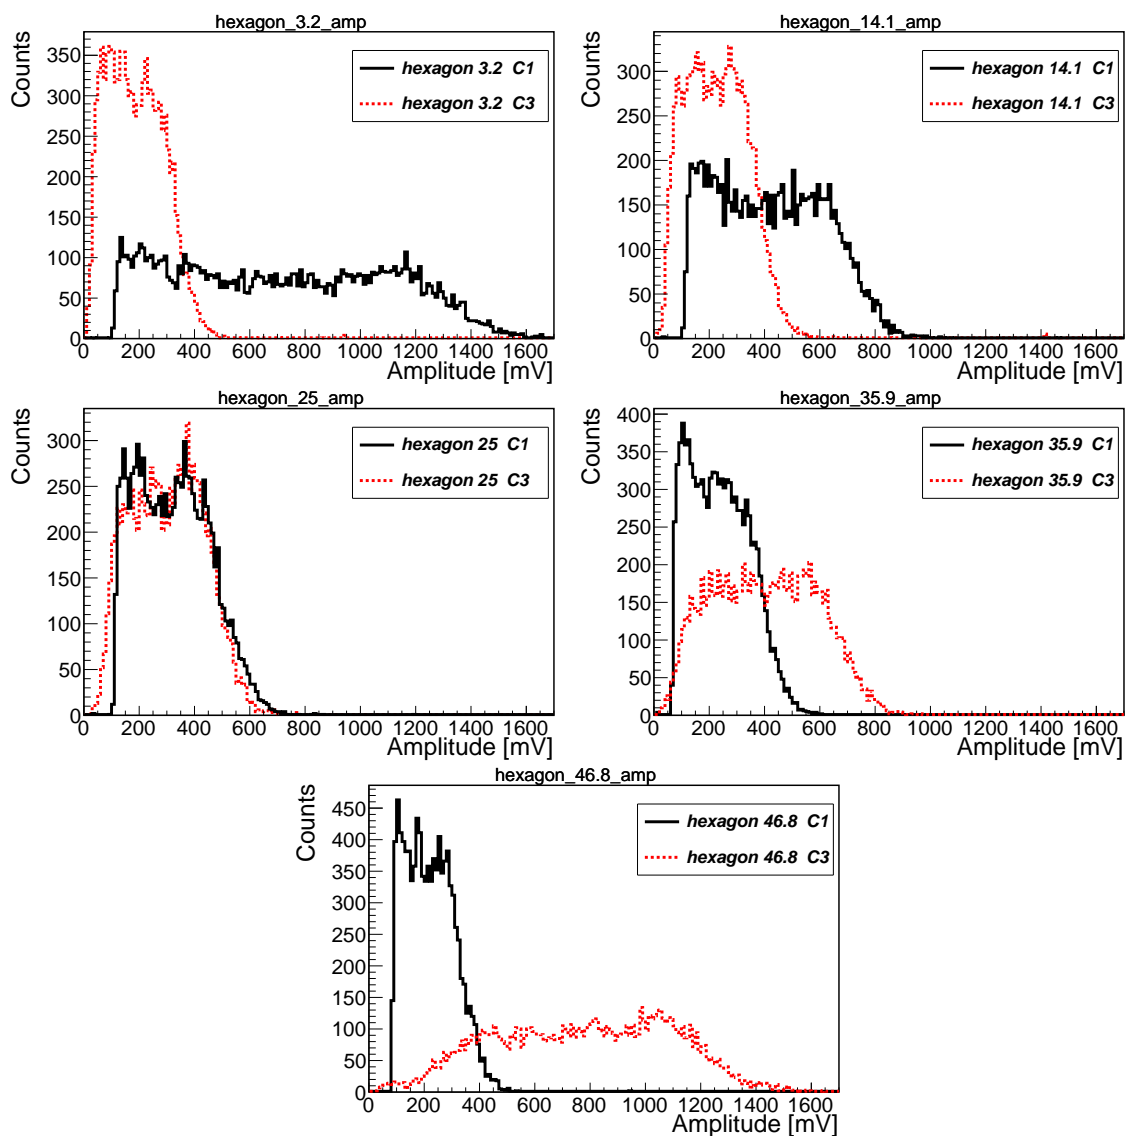 hexagon_3.2_amp
Counts
350
300
250
200
150
100
50
0
hexagon 3.2 C1
hexagon 3.2 C3
0 200 400 600 800 1000 1200 1400 1600
Amplitude [mV]
hexagon_14.1_amp
Counts
300
250
200
150
100
50
0
hexagon 14.1 C1
hexagon 14.1 C3
0 200 400 600 800 1000 1200 1400 1600
Amplitude [mV]
hexagon_25_amp
Counts
300
250
200
150
100
50
0
hexagon 25 C1
hexagon 25 C3
0 200 400 600 800 1000 1200 1400 1600
Amplitude [mV]
hexagon_35.9_amp
Counts
400
350
300
250
200
150
100
50
0
hexagon 35.9 C1
hexagon 35.9 C3
0 200 400 600 800 1000 1200 1400 1600
Amplitude [mV]
hexagon_46.8_amp
Counts
450
400
350
300
250
200
150
100
50
0
hexagon 46.8 C1
hexagon 46.8 C3
0 200 400 600 800 1000 1200 1400 1600
Amplitude [mV]